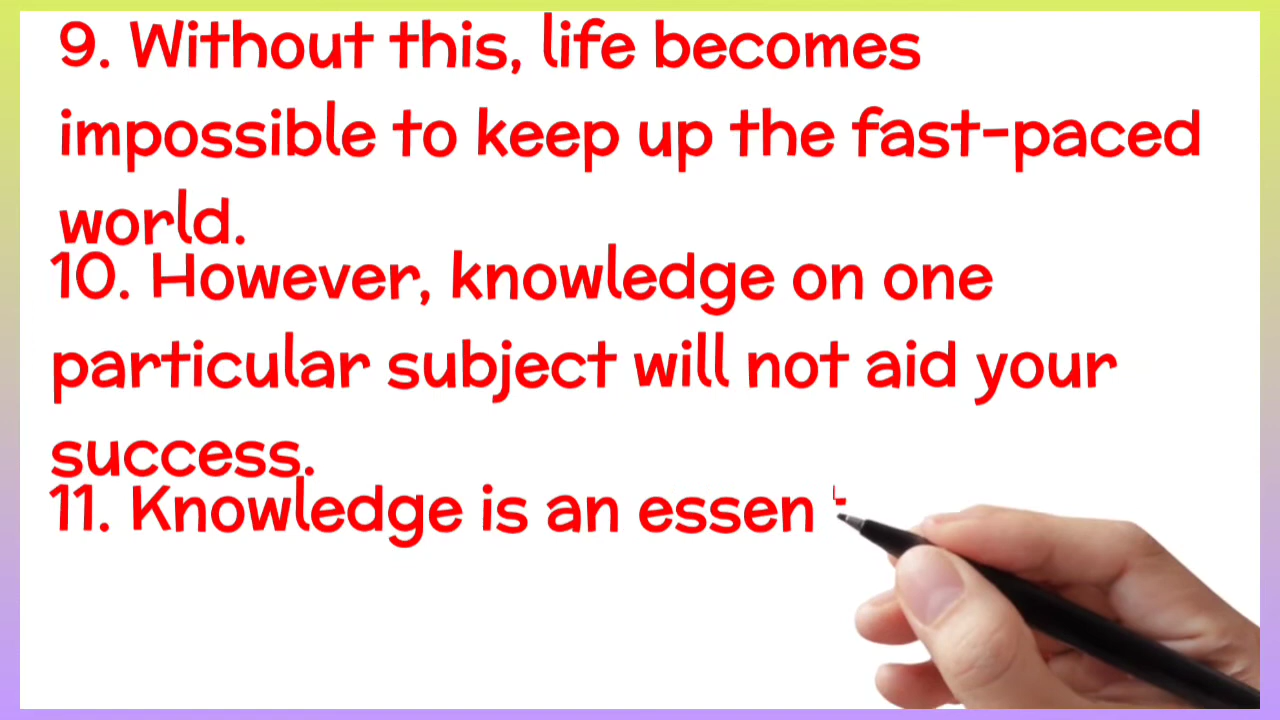 9. Without this, life becomes
impossible to keep up the fast-paced
world.
10. However, knowledge on one
particular subject will not aid your
success.
11. Knowledge is an essen